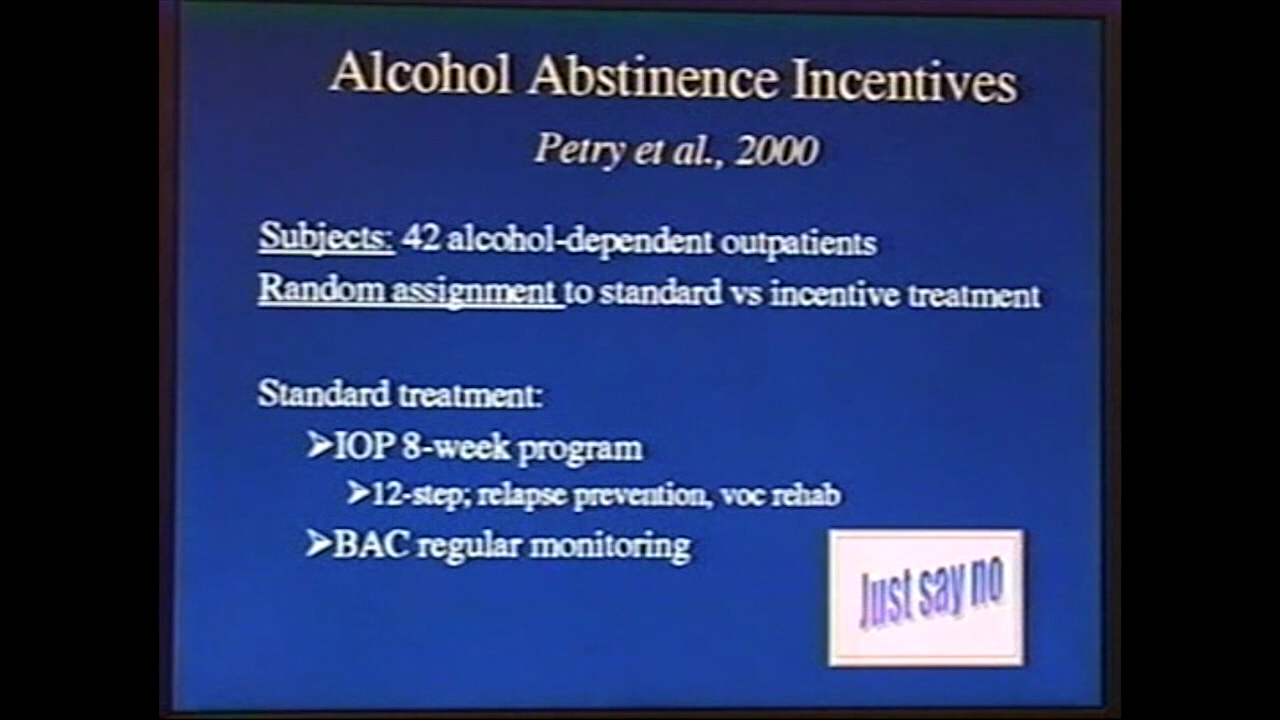 Alcohol Abstinence Incentives
Petry et al., 2000
Subjects: 42 alcohol-dependent outpatients
Random assignment to standard vs incentive treatment
Standard treatment:
➢IOP 8-week program
➢12-step; relapse prevention, voc rehab
➢BAC regular monitoring
Just say no